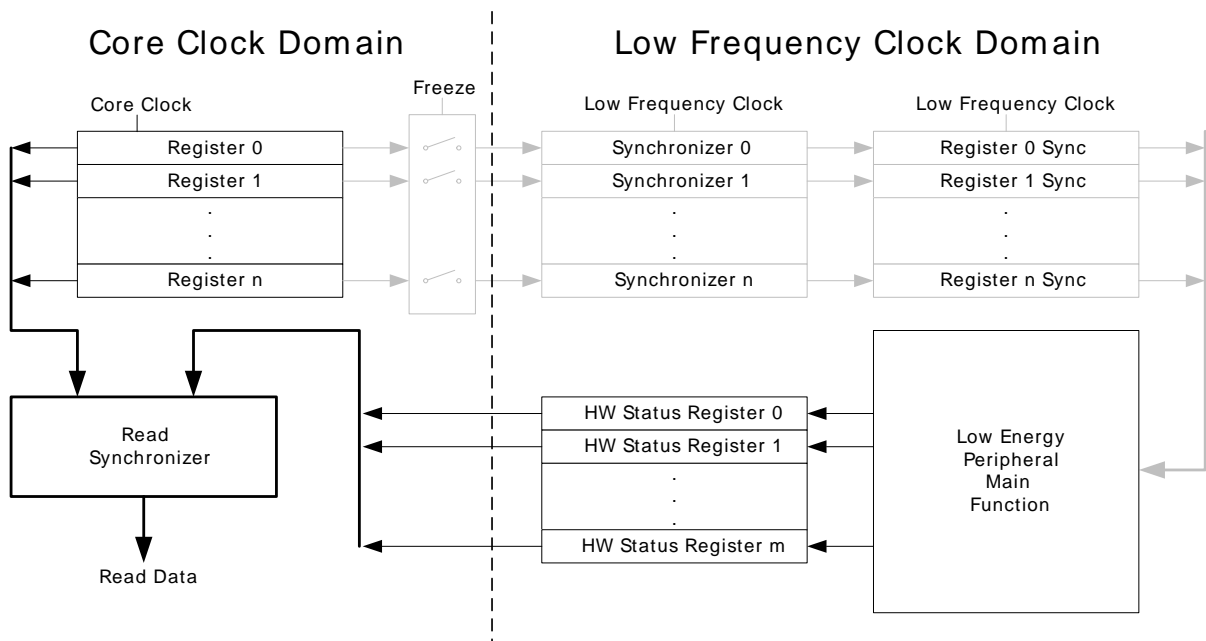 Core Clock Domain
Low Frequency Clock Domain
Freeze
Core Clock
Low Frequency Clock
Low Frequency Clock
Register 0
Synchronizer 0
Register 0 Sync
Register 1
Synchronizer 1
Register 1 Sync
.
.
.
.
.
.
.
.
.
Register n
Synchronizer n
Register n Sync
Read
Synchronizer
Read Data
HW Status Register 0
HW Status Register 1
.
.
.
HW Status Register m
Low Energy
Peripheral
Main
Function